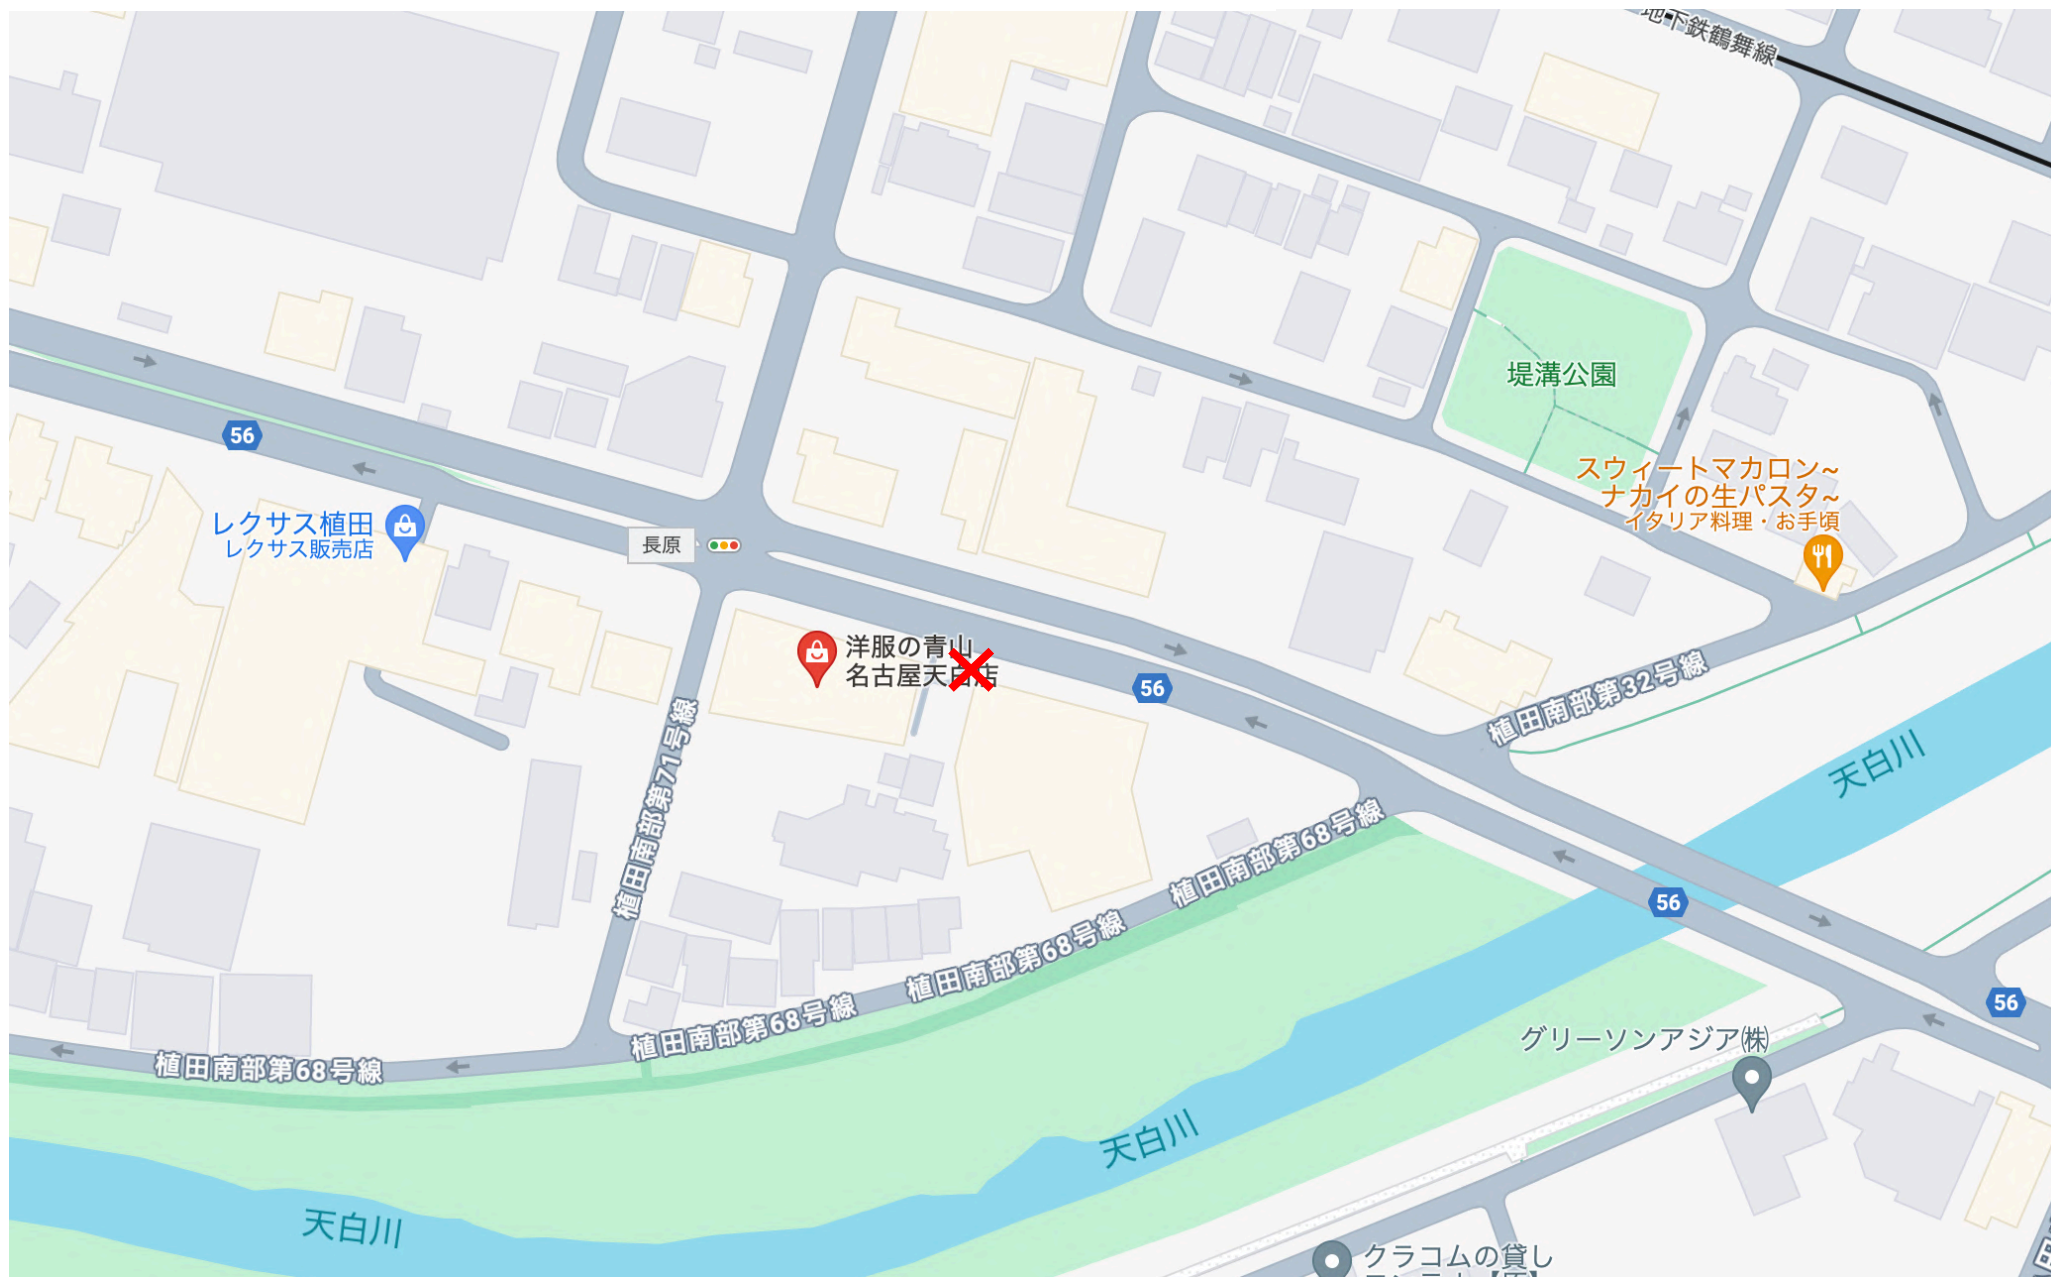 地下鉄鶴舞線
堤溝公園
56
スウィートマカロン~
ナカイの生パスタ~
イタリア料理・お手頃
レクサス植田
レクサス販売店
長原
洋服の青山
名古屋天白店
56
植田南部第32号線
植田南部第71号線
天白川
植田南部第68号線
56
植田南部第68号線
植田南部第68号線
56
植田南部第68号線
グリーソンアジア㈱
天白川
天白川
クラコムの貸し